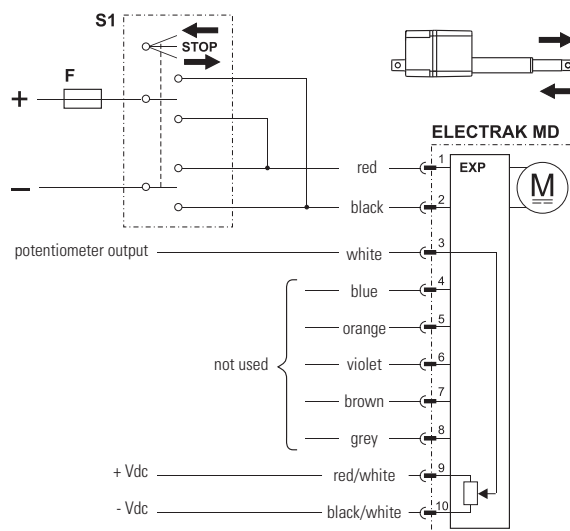 S1
STOP
F
+
−
ELECTRAK MD
EXP
M
red 1
black 2
potentiometer output white 3
blue 4
orange 5
not used violet 6
brown 7
grey 8
+ Vdc red/white 9
- Vdc black/white 10